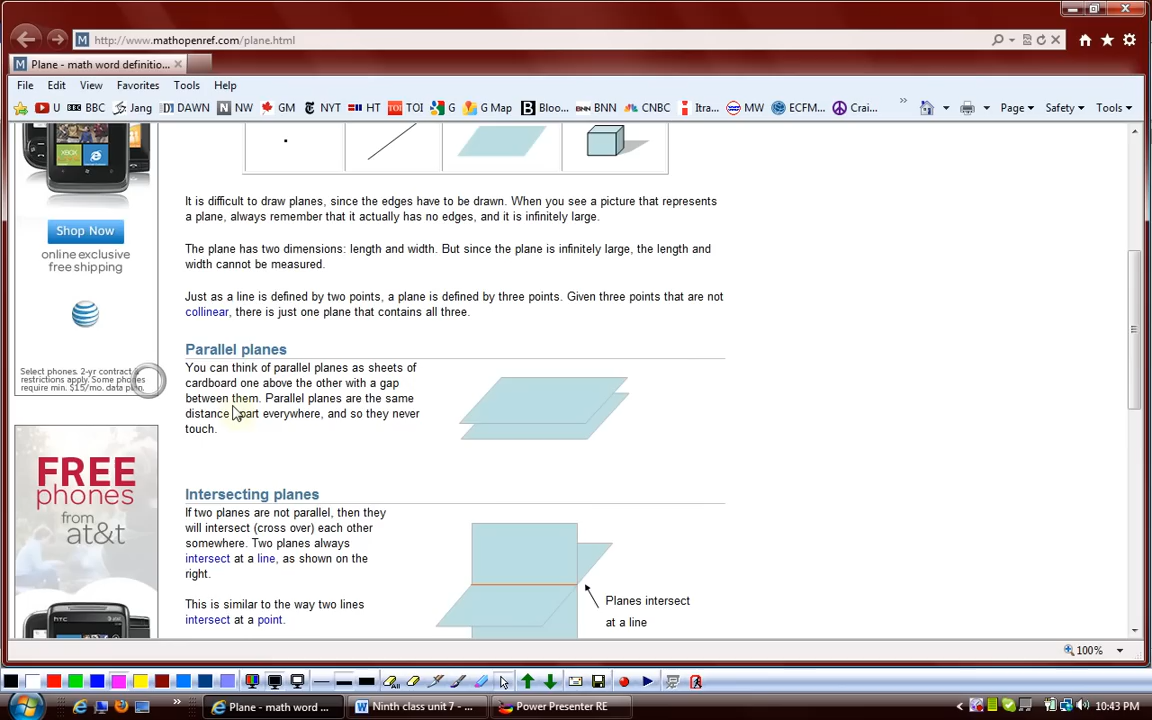 http://www.mathopenref.com/plane.html
Plane - math word definitio...
File Edit View Favorites Tools Help
U BBC Jang DAWN NW GM NYT HT TOI G G Map Bloo... BNN CNBC Itra... MW ECFM... Crai... Page Safety Tools
It is difficult to draw planes, since the edges have to be drawn. When you see a picture that represents
a plane, always remember that it actually has no edges, and it is infinitely large.
The plane has two dimensions: length and width. But since the plane is infinitely large, the length and
width cannot be measured.
Just as a line is defined by two points, a plane is defined by three points. Given three points that are not
collinear, there is just one plane that contains all three.
Parallel planes
You can think of parallel planes as sheets of
cardboard one above the other with a gap
between them. Parallel planes are the same
distance apart everywhere, and so they never
touch.
Intersecting planes
If two planes are not parallel, then they
will intersect (cross over) each other
somewhere. Two planes always
intersect at a line, as shown on the
right.
This is similar to the way two lines
intersect at a point.
Planes intersect
at a line
Shop Now
online exclusive
free shipping
Select phones. 2-yr contract &
restrictions apply. Some phones
require min. $15/mo. data plan.
FREE
phones
from
at&t
htc
100%
Plane - math word ...
Ninth class unit 7 - ...
Power Presenter RE
10:43 PM